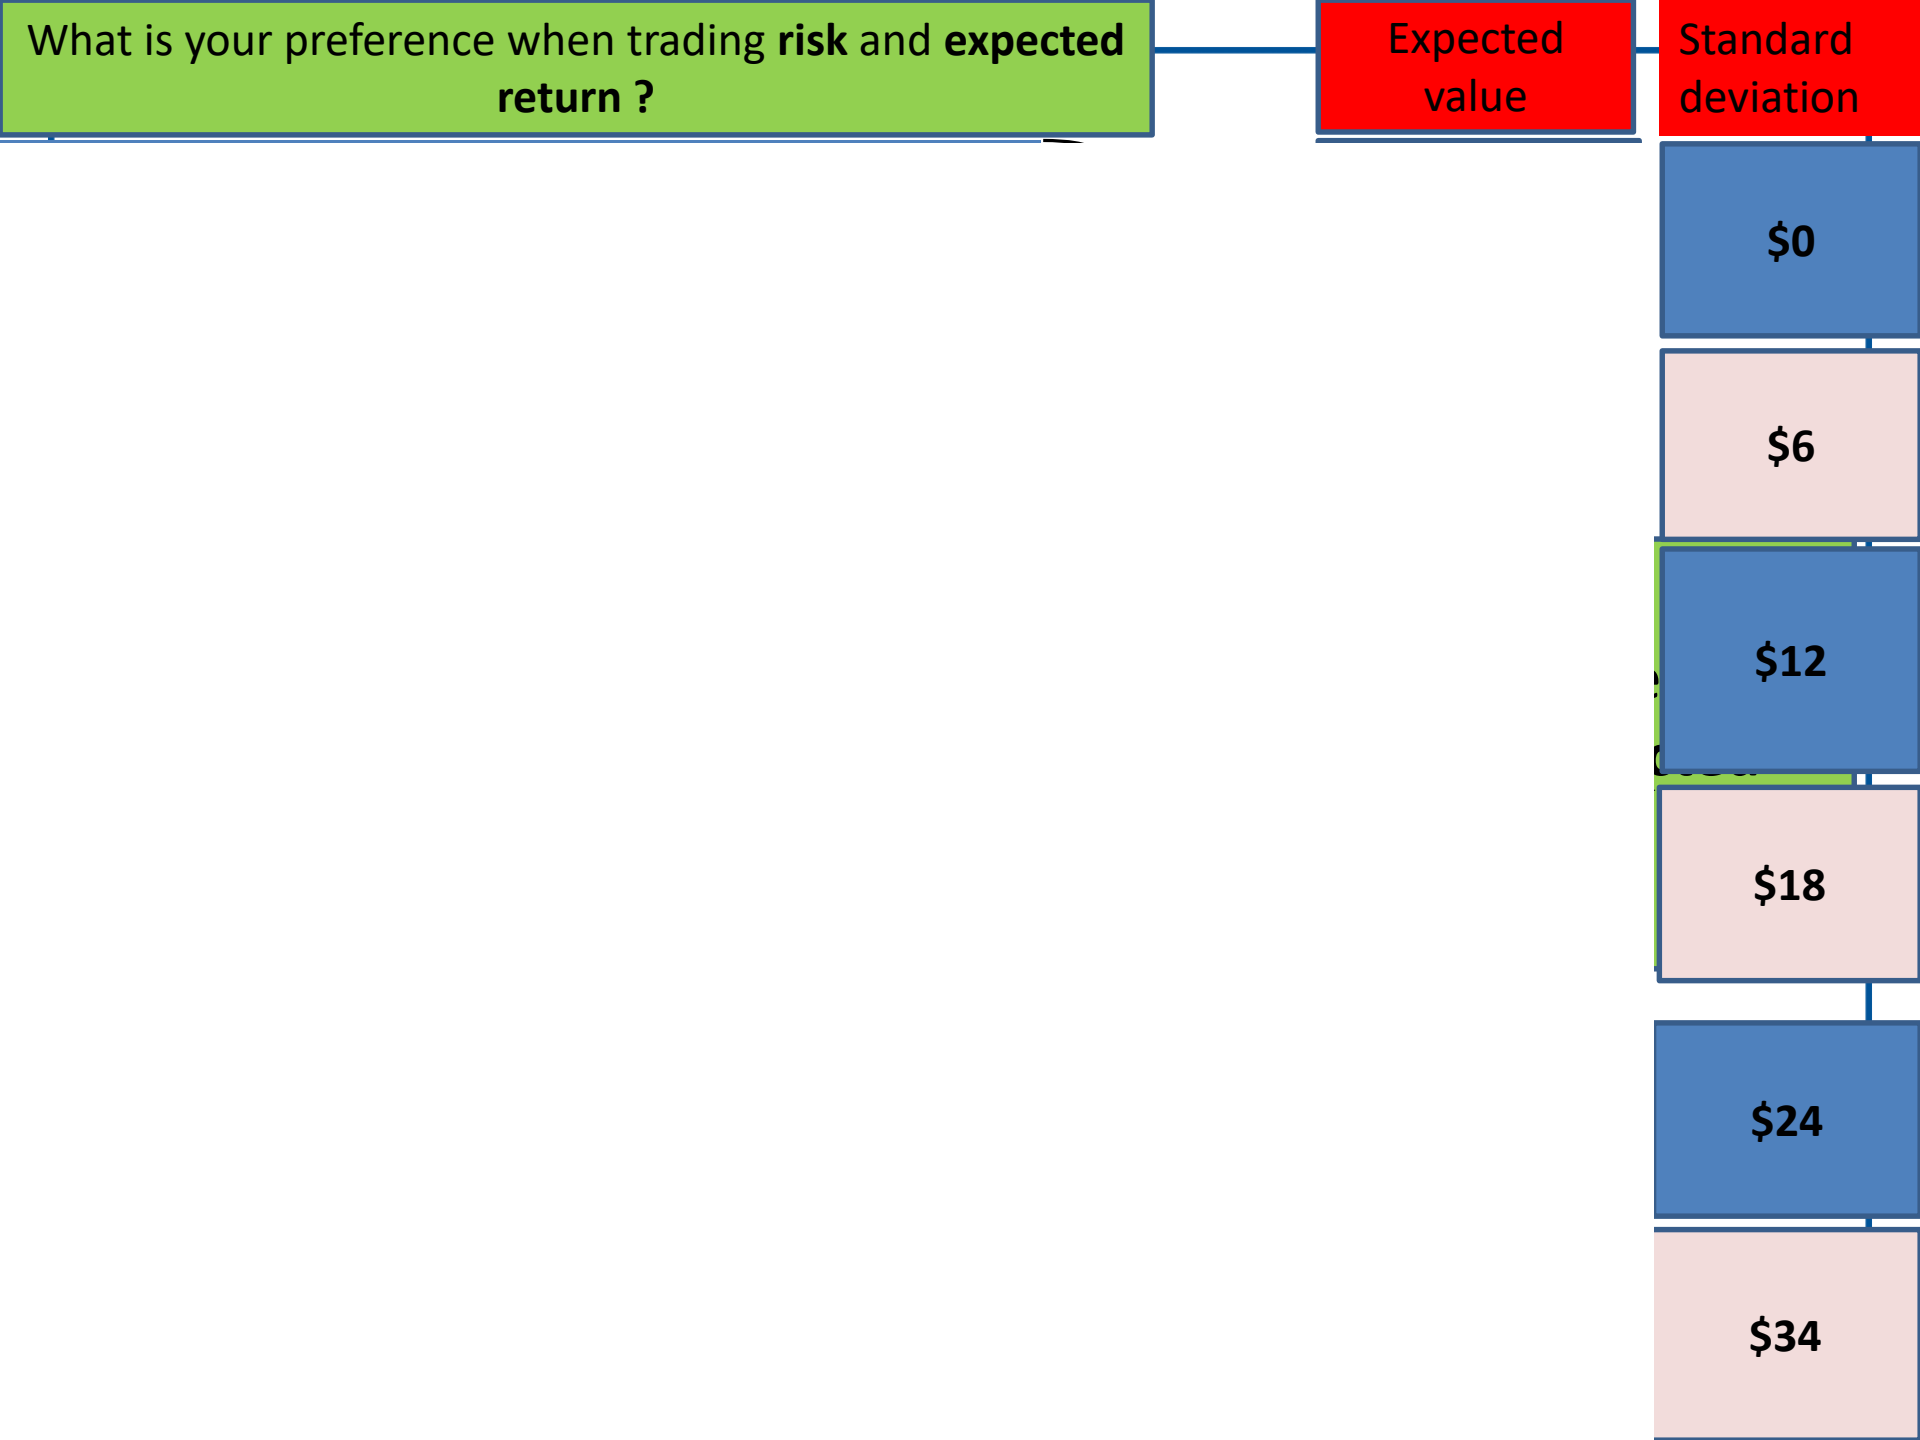 What is your preference when trading risk and expected
return ?
Expected
value
Standard
deviation
$0
$6
$12
$18
$24
$34